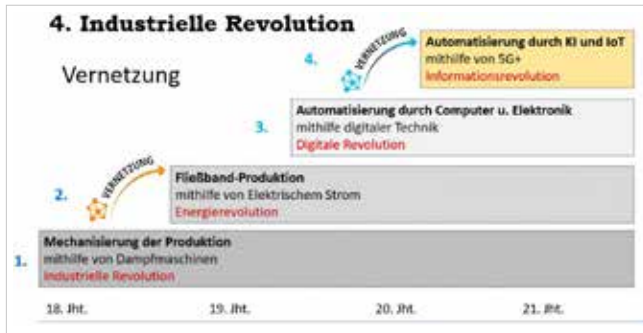 4. Industrielle Revolution
Vernetzung
4.
VERNETZUNG
Automatisierung durch KI und IoT
mithilfe von 5G+
Informationsrevolution
3.
Automatisierung durch Computer u. Elektronik
mithilfe digitaler Technik
Digitale Revolution
2.
VERNETZUNG
Fließband-Produktion
mithilfe von Elektrischem Strom
Energierevolution
1.
Mechanisierung der Produktion
mithilfe von Dampfmaschinen
Industrielle Revolution
18. Jht. 19. Jht. 20. Jht. 21. Jht.